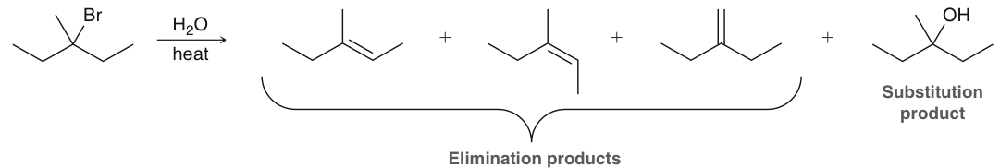 Br
H₂O
heat
+
+
+
OH
Substitution
product
Elimination products